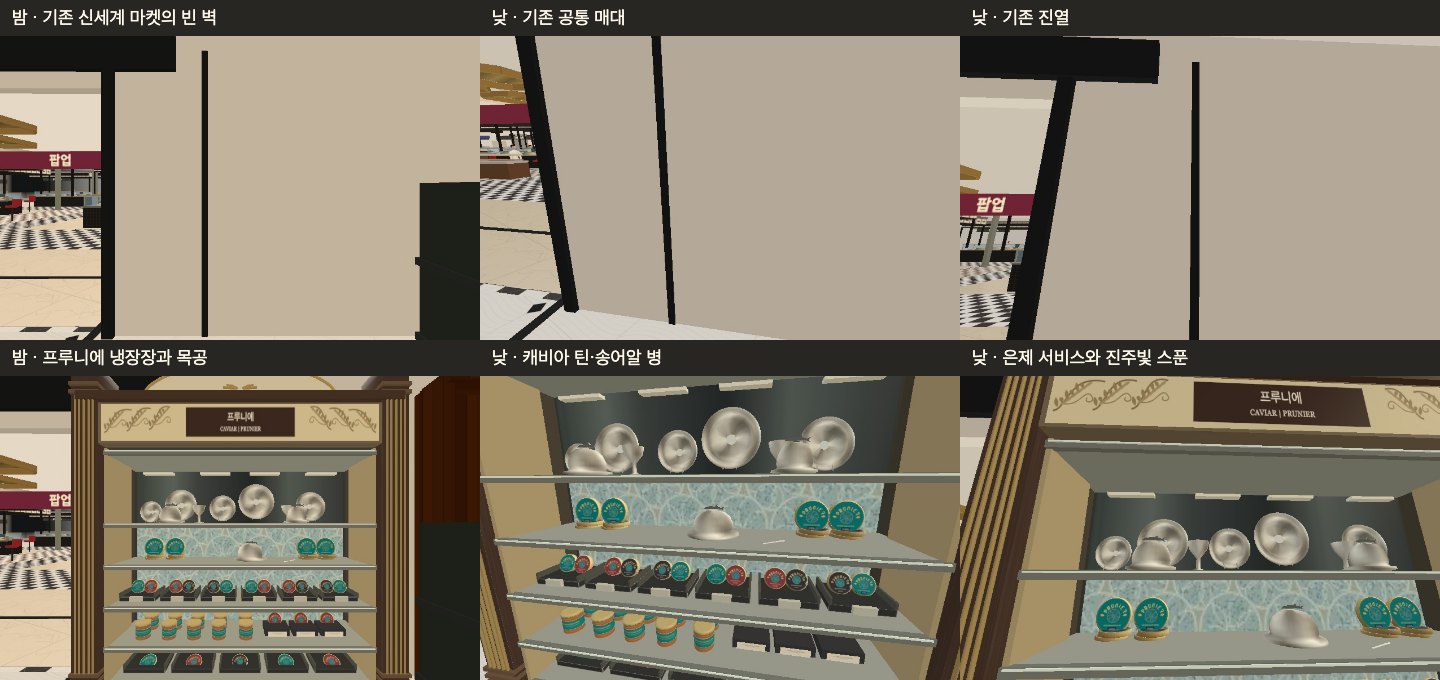 밤 · 기존 신세계 마켓의 빈 벽
낮 · 기존 공통 매대
낮 · 기존 진열
팝업
팝업
밤 · 프루니에 냉장장과 목공
낮 · 캐비아 틴·송어알 병
낮 · 은제 서비스와 진주빛 스푼
프루니에
CAVIAR | PRUNIER
팝업
프루니에
CAVIAR | PRUNIER